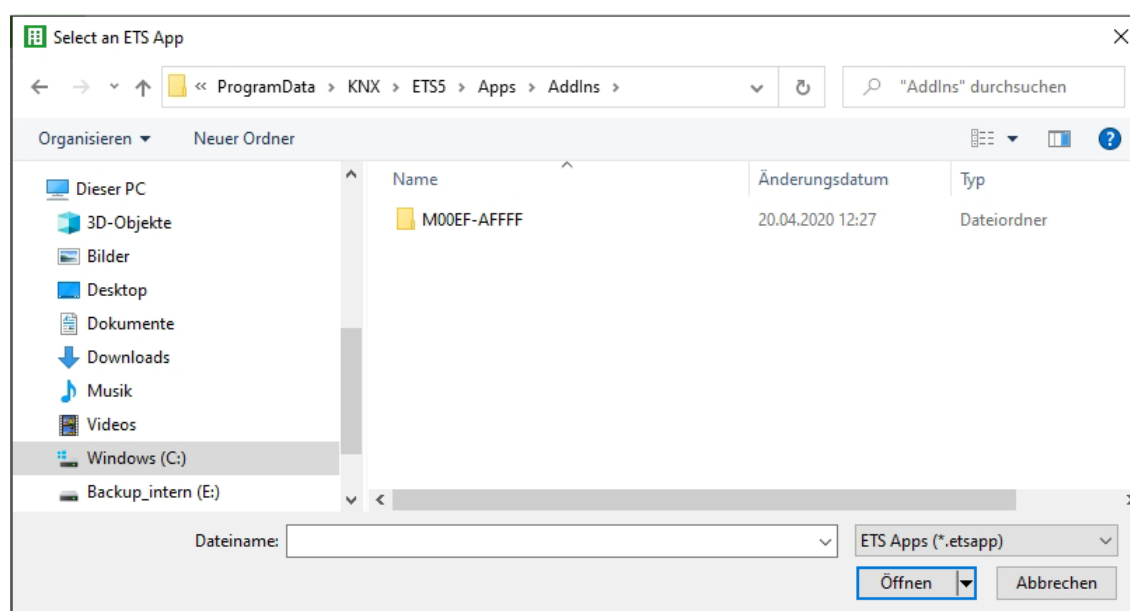 Select an ETS App
« ProgramData > KNX > ETS5 > Apps > AddIns >
"AddIns" durchsuchen
Organisieren
Neuer Ordner
Name
Änderungsdatum
Typ
Dieser PC
3D-Objekte
Bilder
Desktop
Dokumente
Downloads
Musik
Videos
Windows (C:)
Backup_intern (E:)
M00EF-AFFFF
20.04.2020 12:27
Dateiordner
Dateiname:
ETS Apps (*.etsapp)
Öffnen
Abbrechen